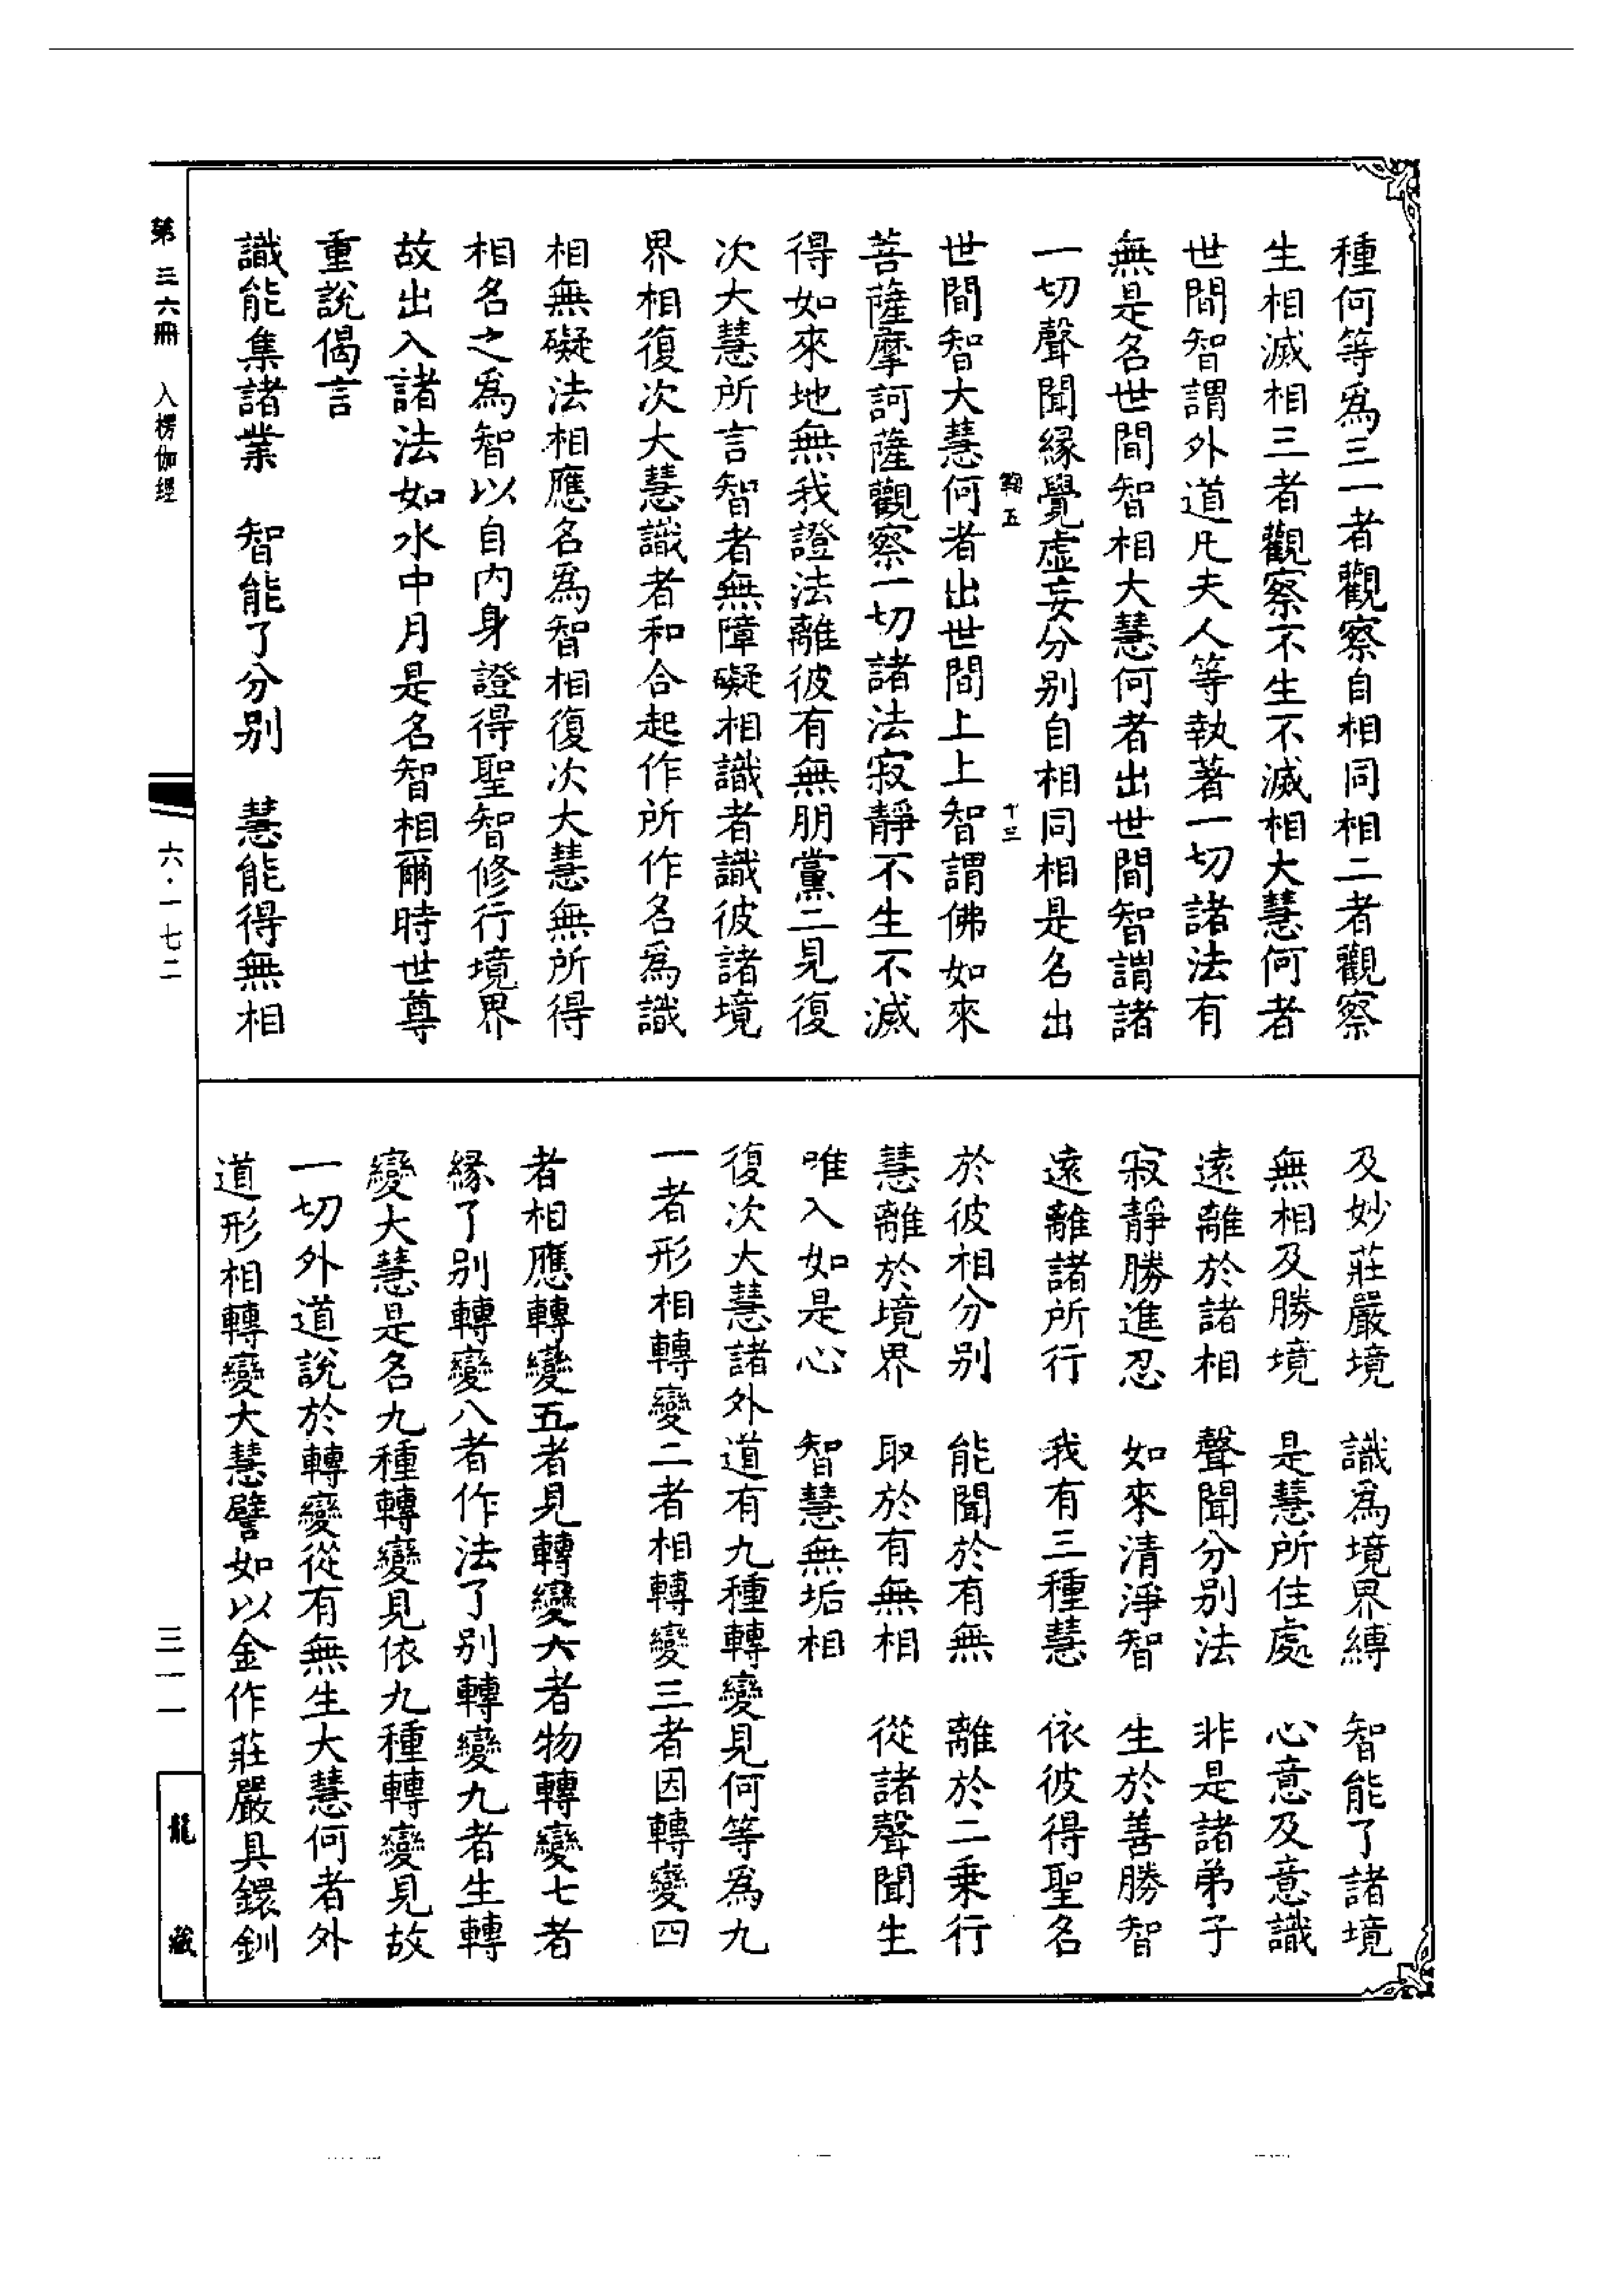 種何等爲三一者觀察自相同相二者觀察
生相滅相三者觀察不生不滅相大慧何者
世間智謂外道凡夫人等執著一切諸法有
無是名世間智相大慧何者出世間智謂諸
一切聲聞緣覺虛妄分别自相同相是名出
五 十三
世間智大慧何者出世間上上智謂佛如來
菩薩摩訶薩觀察一切諸法寂靜不生不滅
得如來地無我證法離彼有無朋黨二見復
次大慧所言智者無障礙相識者識彼諸境
界相復次大慧識者和合起作所作名爲識
相無礙法相應名爲智相復次大慧無所得
相名之爲智以自内身證得聖智修行境界
故出入諸法如水中月是名智相爾時世尊
重說偈言
識能集諸業 智能了分别 慧能得無相
及妙莊嚴境 識爲境界縛 智能了諸境
無相及勝境 是慧所住處 心意及意識
遠離於諸相 聲聞分别法 非是諸弟子
寂靜勝進忍 如來清淨智 生於善勝智
遠離諸所行 我有三種慧 依彼得聖名
於彼相分别 能聞於有無 離於二乗行
慧離於境界 取於有無相 從諸聲聞生
唯入如是心 智慧無垢相
復次大慧諸外道有九種轉變見何等爲九
一者形相轉變二者相轉變三者因轉變四
者相應轉變五者見轉變六者物轉變七者
緣了别轉變八者作法了别轉變九者生轉
變大慧是名九種轉變見依九種轉變見故
一切外道說於轉變從有無生大慧何者外
道形相轉變大慧譬如以金作莊嚴具鐶釧
第三六冊 入楞伽經
六·一七二
三一一
龍藏